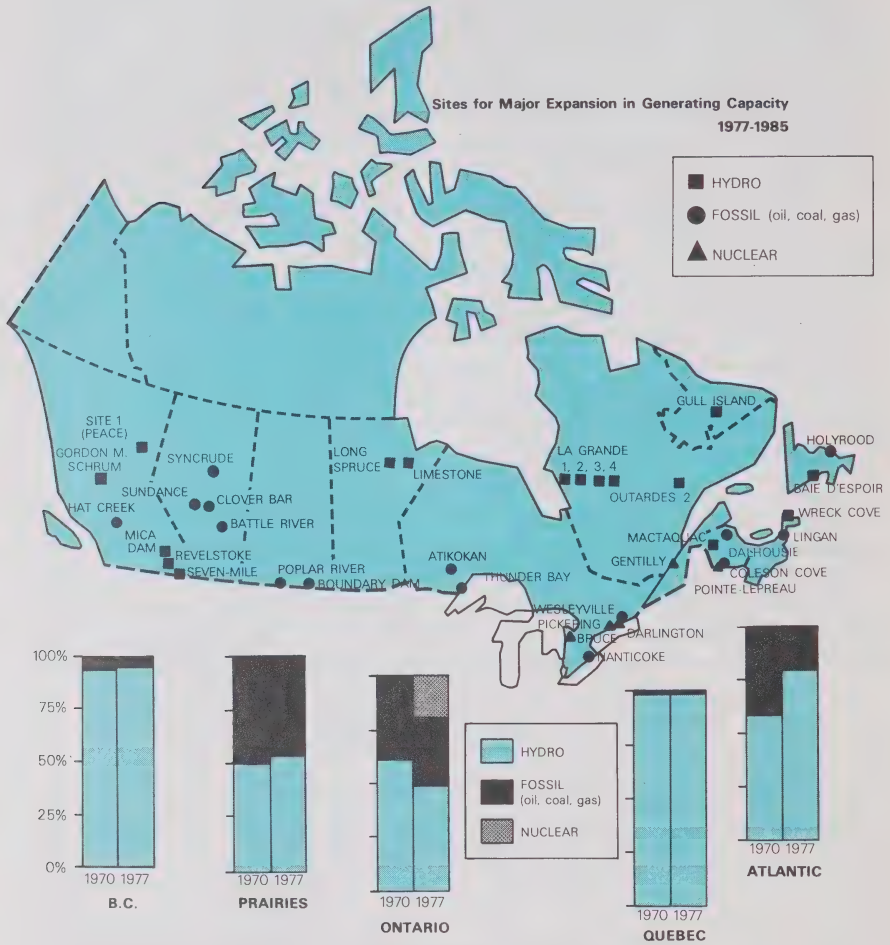 Sites for Major Expansion in Generating Capacity
1977-1985
HYDRO
FOSSIL (oil, coal, gas)
NUCLEAR
SITE 1
(PEACE)
GORDON M.
SCHRUM
SYNCRUDE
SUNDANCE
CLOVER BAR
HAT CREEK
BATTLE RIVER
MICA
DAM
REVELSTOKE
SEVEN-MILE
POPLAR RIVER
BOUNDARY DAM
LONG
SPRUCE
LIMESTONE
ATIKOKAN
THUNDER BAY
LA GRANDE
1, 2, 3, 4
OUTARDES 2
GULL ISLAND
HOLYROOD
BAIE D'ESPOIR
WRECK COVE
MACTAQUAC
LINGAN
DALHOUSIE
GENTILLY
COLESON COVE
POINTE-LEPREAU
WESLEYVILLE
PICKERING
DARLINGTON
BRUCE
NANTICOKE
100%
75%
50%
25%
0%
1970 1977
B.C.
1970 1977
PRAIRIES
1970 1977
ONTARIO
HYDRO
FOSSIL
(oil, coal, gas)
NUCLEAR
1970 1977
QUEBEC
1970 1977
ATLANTIC